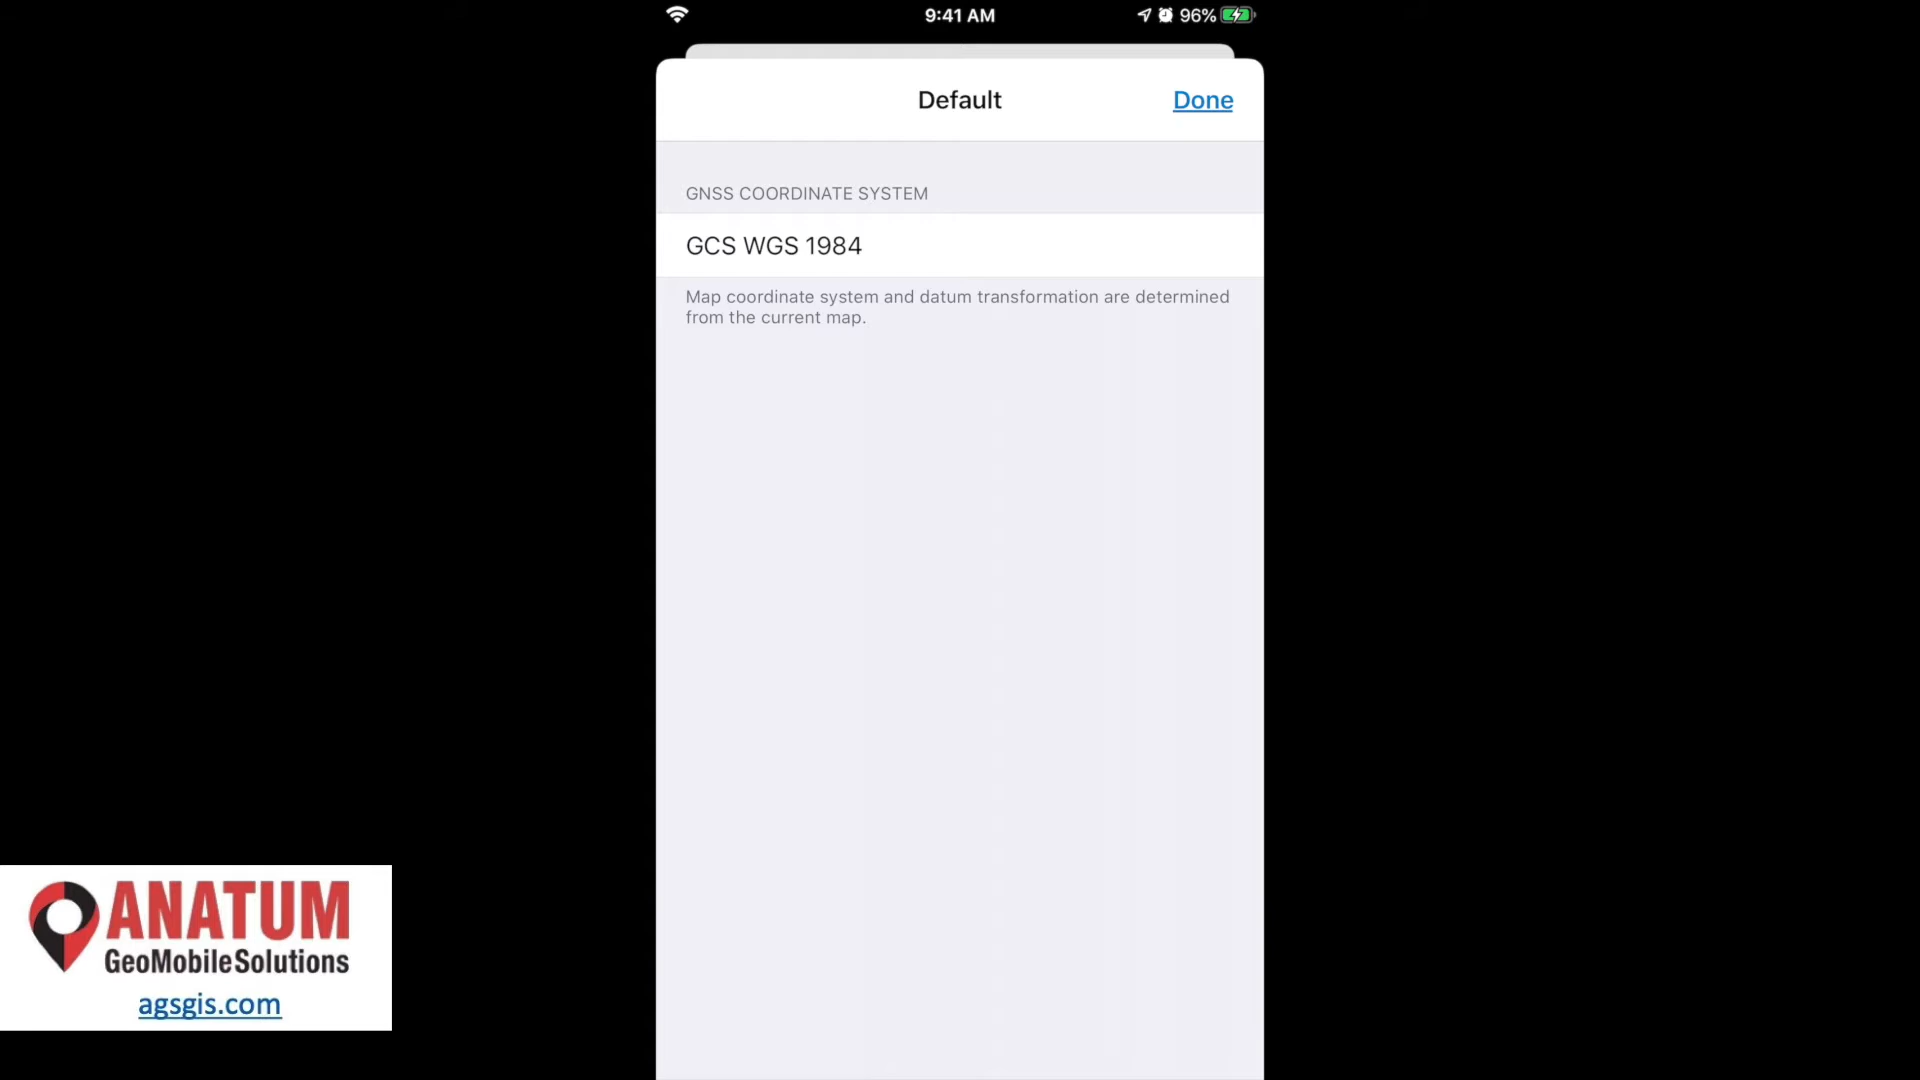 9:41 AM
96%
Default
Done
GNSS COORDINATE SYSTEM
GCS WGS 1984
Map coordinate system and datum transformation are determined
from the current map.
ANATUM
GeoMobileSolutions
agsgis.com